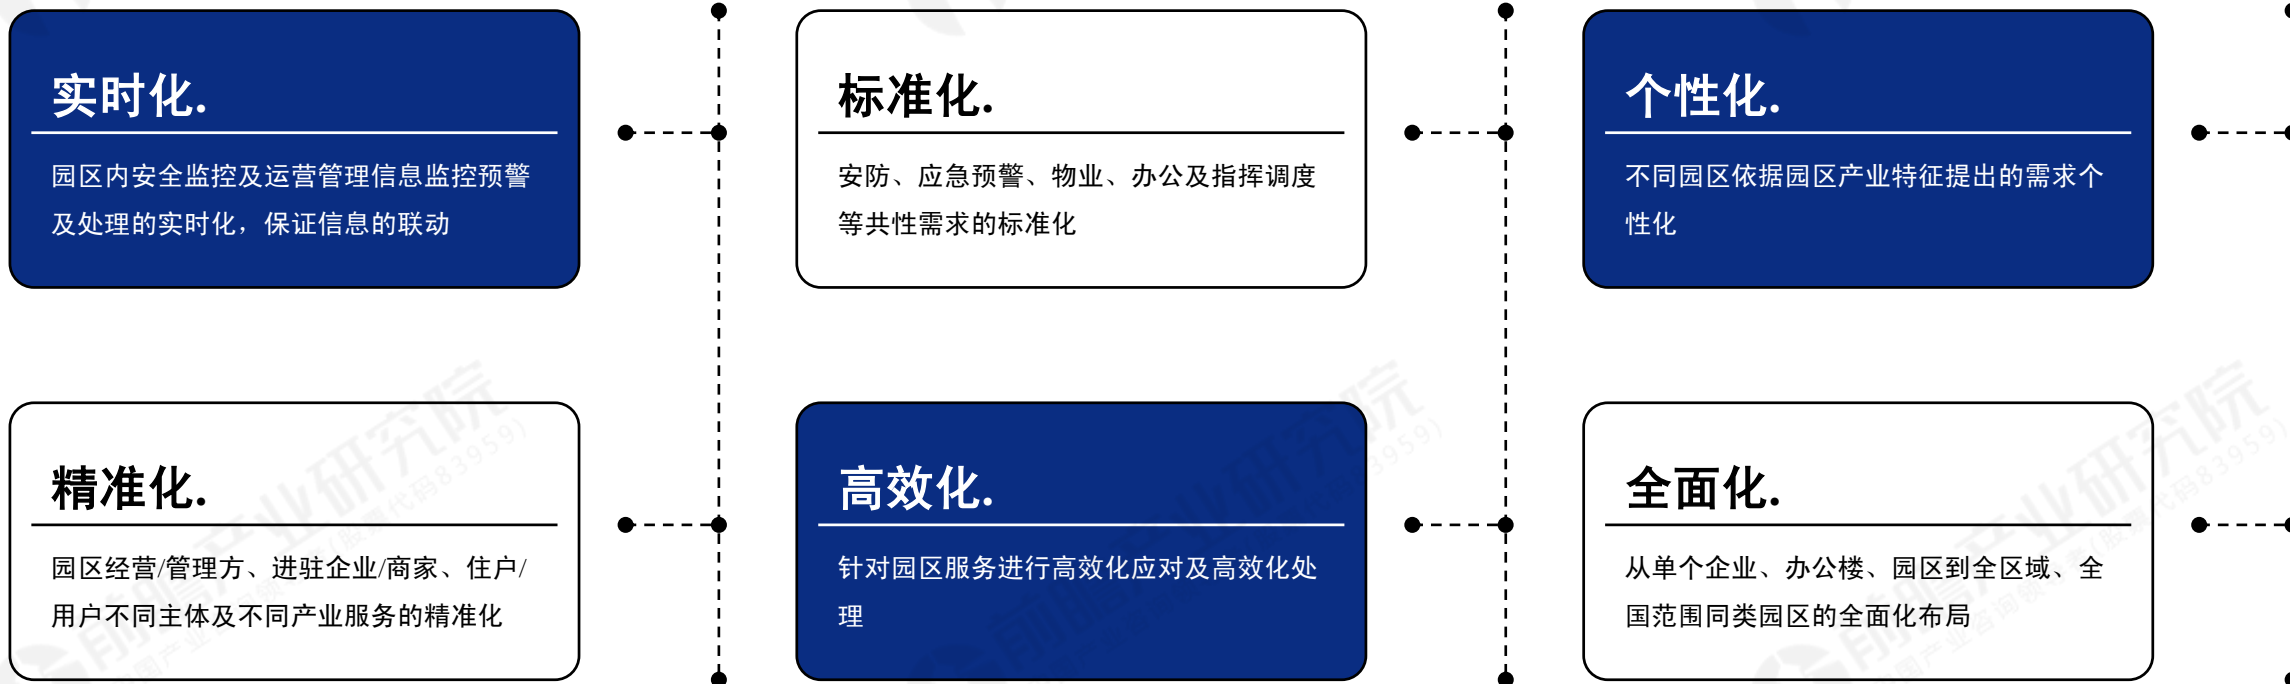 实时化.
园区内安全监控及运营管理信息监控预警
及处理的实时化，保证信息的联动
标准化.
安防、应急预警、物业、办公及指挥调度
等共性需求的标准化
个性化.
不同园区依据园区产业特征提出的需求个
性化
精准化.
园区经营/管理方、进驻企业/商家、住户/
用户不同主体及不同产业服务的精准化
高效化.
针对园区服务进行高效化应对及高效化处
理
全面化.
从单个企业、办公楼、园区到全区域、全
国范围同类园区的全面化布局
前瞻产业研究院